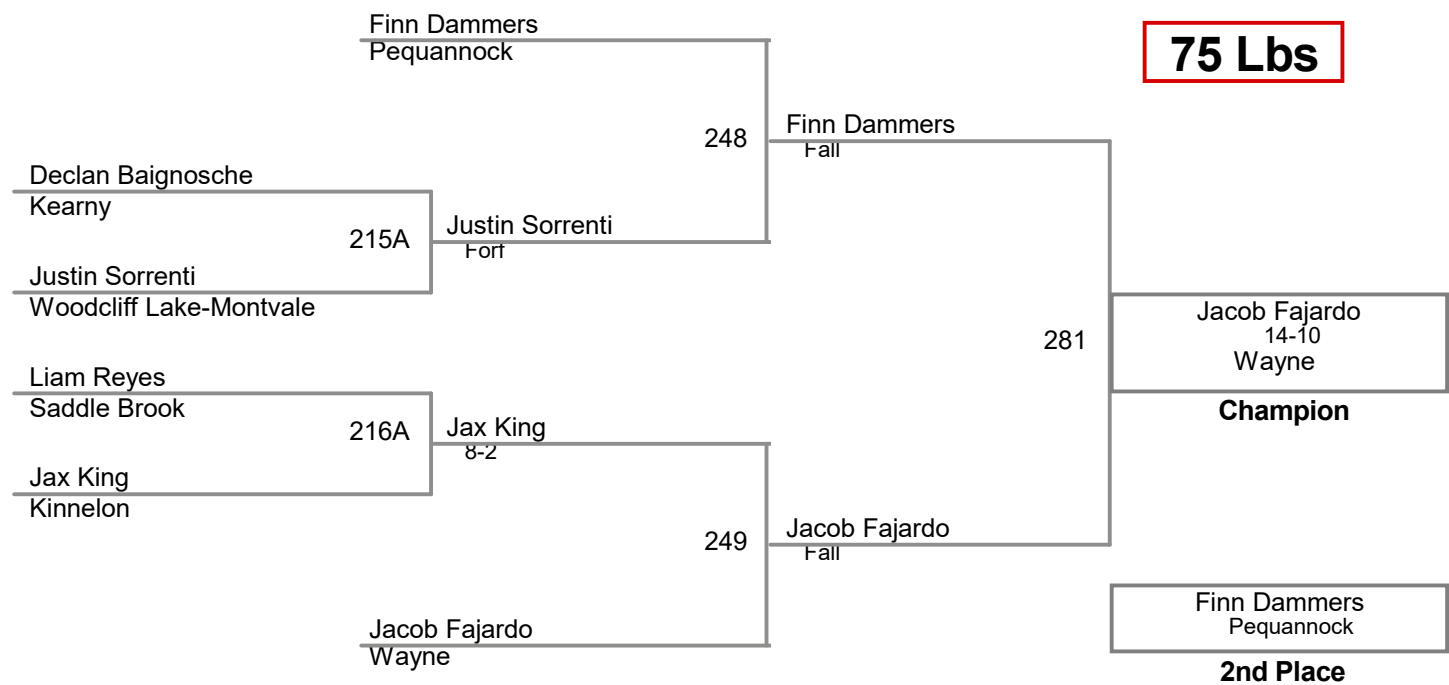 Finn Dammers
Pequannock
75 Lbs
248
Finn Dammers
Fall
Declan Baignosche
Kearny
215A
Justin Sorrenti
Forf
Justin Sorrenti
Woodcliff Lake-Montvale
281
Jacob Fajardo
14-10
Wayne
Champion
Liam Reyes
Saddle Brook
216A
Jax King
8-2
Jax King
Kinnelon
249
Jacob Fajardo
Fall
Jacob Fajardo
Wayne
Finn Dammers
Pequannock
2nd Place